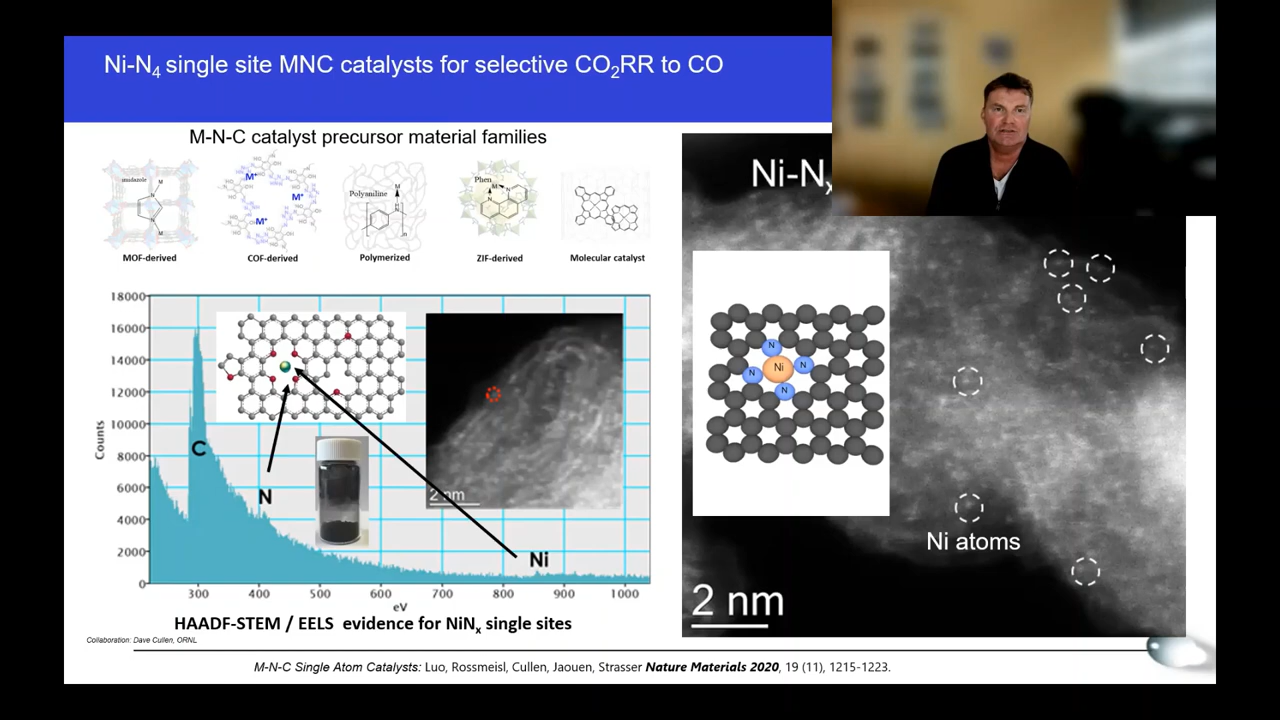 Ni-N4 single site MNC catalysts for selective CO2RR to CO
M-N-C catalyst precursor material families
imidazole
M
N
N
M
M+
M+
M+
Polyaniline
M
Phen
M
MOF-derived
COF-derived
Polymerized
ZIF-derived
Molecular catalyst
18000
16000
14000
12000
10000
8000
6000
4000
2000
0
Counts
C
N
Ni
2 nm
300
400
500
600
700
800
900
1000
eV
HAADF-STEM / EELS evidence for NiNx single sites
Collaboration: Dave Cullen, ORNL
Ni-Nx
N
N
Ni
N
N
Ni atoms
2 nm
M-N-C Single Atom Catalysts: Luo, Rossmeisl, Cullen, Jaouen, Strasser Nature Materials 2020, 19 (11), 1215-1223.